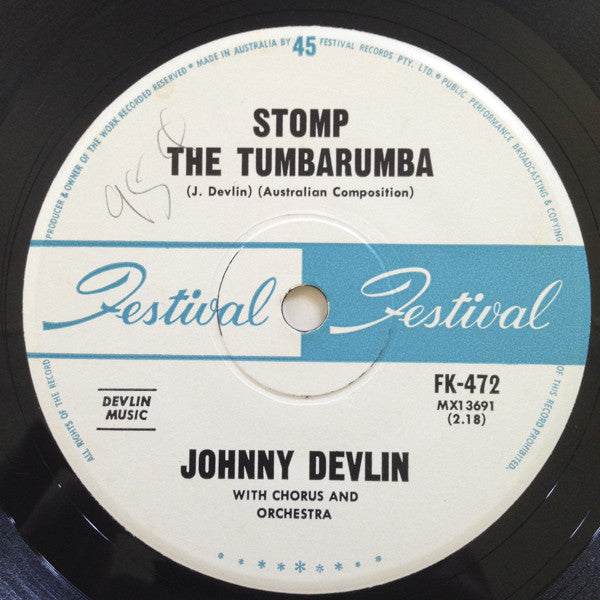 ALL RIGHTS OF THE RECORD PRODUCER & OWNER OF THE WORK RECORDED RESERVED • MADE IN AUSTRALIA BY 45 FESTIVAL RECORDS PTY. LTD. • PUBLIC PERFORMANCE BROADCASTING & COPYING OF THIS RECORD PROHIBITED.
STOMP
THE TUMBARUMBA
(J. Devlin) (Australian Composition)
Festival Festival
DEVLIN
MUSIC
FK-472
MX13691
(2.18)
JOHNNY DEVLIN
WITH CHORUS AND
ORCHESTRA